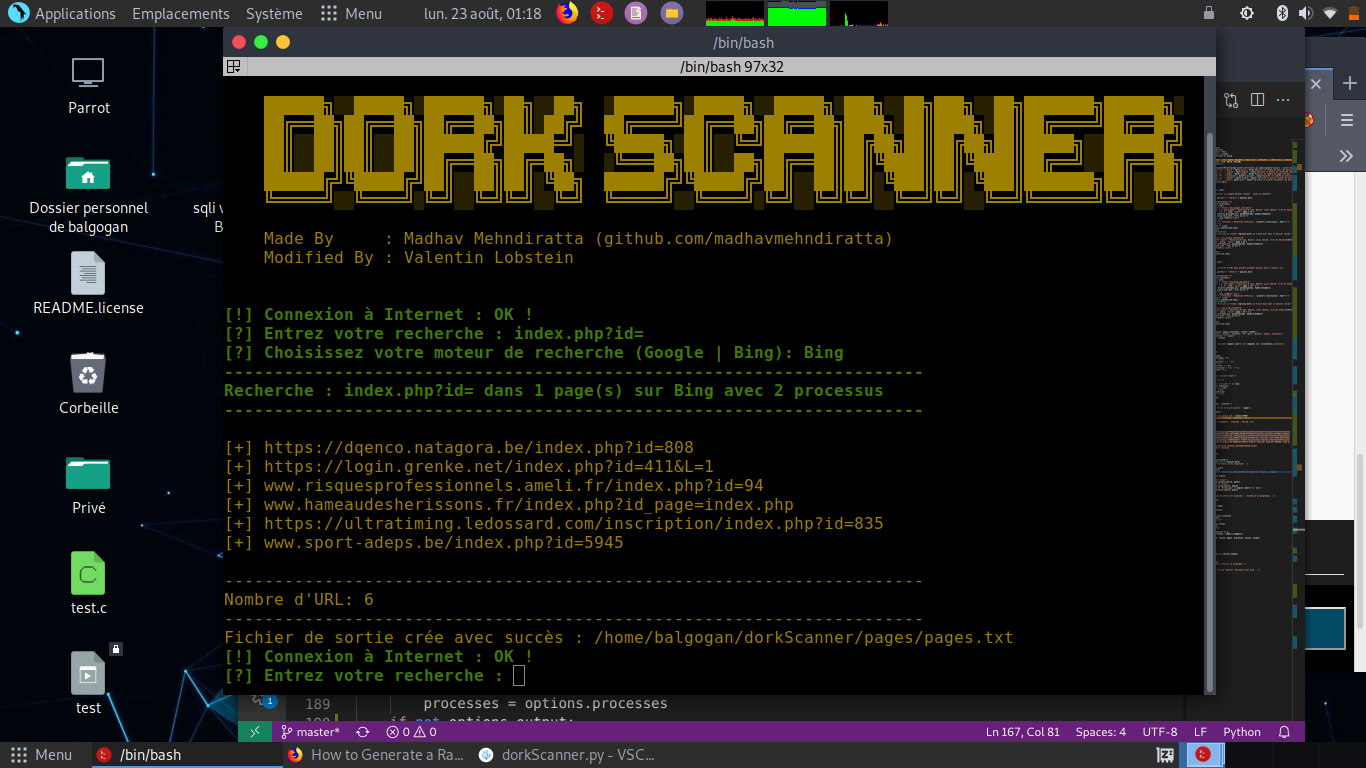 Applications Emplacements Système Menu lun. 23 août, 01:18
/bin/bash
/bin/bash 97x32
DORK SCANNER
Made By : Madhav Mehndiratta (github.com/madhavmehndiratta)
Modified By : Valentin Lobstein
[!] Connexion à Internet : OK !
[?] Entrez votre recherche : index.php?id=
[?] Choisissez votre moteur de recherche (Google | Bing): Bing
----------------------------------------------------------------------
Recherche : index.php?id= dans 1 page(s) sur Bing avec 2 processus
----------------------------------------------------------------------
[+] https://dqenco.natagora.be/index.php?id=808
[+] https://login.grenke.net/index.php?id=411&L=1
[+] www.risquesprofessionnels.ameli.fr/index.php?id=94
[+] www.hameaudesherissons.fr/index.php?id_page=index.php
[+] https://ultratiming.ledossard.com/inscription/index.php?id=835
[+] www.sport-adeps.be/index.php?id=5945
----------------------------------------------------------------------
Nombre d'URL: 6
----------------------------------------------------------------------
Fichier de sortie crée avec succès : /home/balgogan/dorkScanner/pages/pages.txt
[!] Connexion à Internet : OK !
[?] Entrez votre recherche :
Parrot
Dossier personnel
de balgogan
sqli
README.license
Corbeille
Privé
test.c
test
1
189 processes = options.processes
190 if not options.output:
master* 0 0 Ln 167, Col 81 Spaces: 4 UTF-8 LF Python
Menu /bin/bash How to Generate a Ra... dorkScanner.py - VSC...